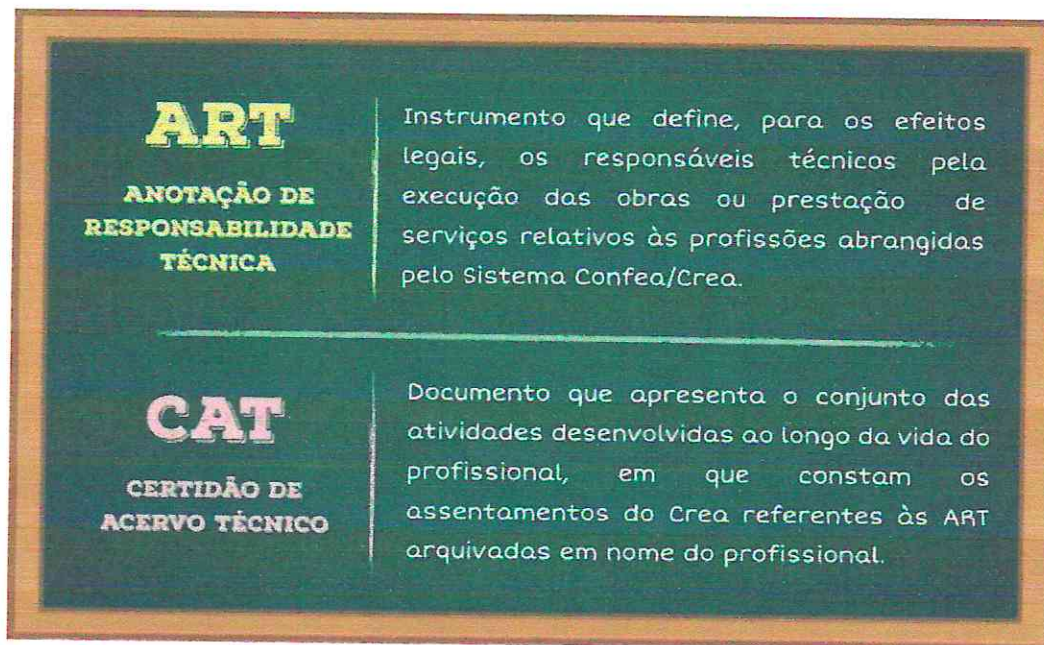 ART
ANOTAÇÃO DE
RESPONSABILIDADE
TÉCNICA
Instrumento que define, para os efeitos
legais, os responsáveis técnicos pela
execução das obras ou prestação de
serviços relativos às profissões abrangidas
pelo Sistema Confea/Crea.
CAT
CERTIDÃO DE
ACERVO TÉCNICO
Documento que apresenta o conjunto das
atividades desenvolvidas ao longo da vida do
profissional, em que constam os
assentamentos do Crea referentes às ART
arquivadas em nome do profissional.